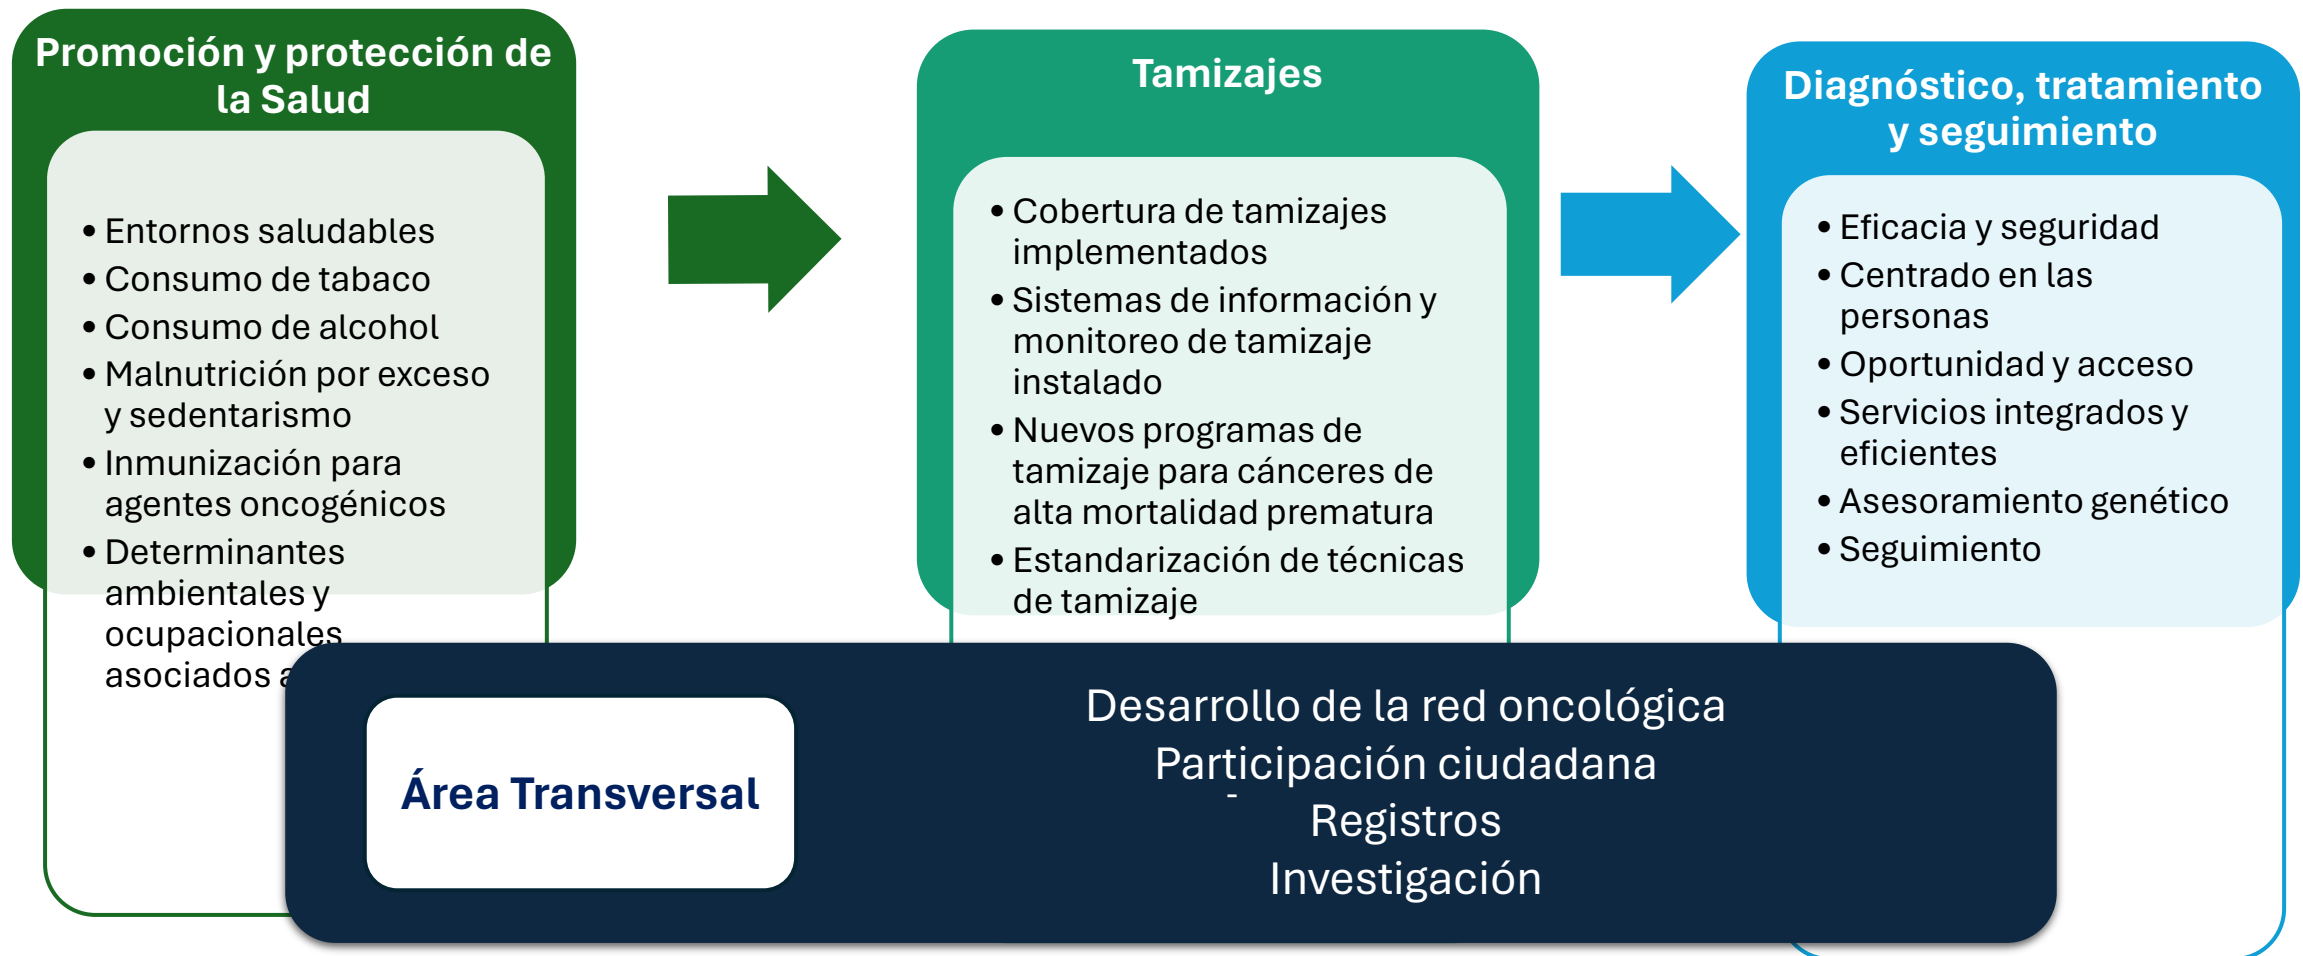 Promoción y protección de
la Salud
• Entornos saludables
• Consumo de tabaco
• Consumo de alcohol
• Malnutrición por exceso
y sedentarismo
• Inmunización para
agentes oncogénicos
• Determinantes
ambientales y
ocupacionales
asociados
Tamizajes
• Cobertura de tamizajes
implementados
• Sistemas de información y
monitoreo de tamizaje
instalado
• Nuevos programas de
tamizaje para cánceres de
alta mortalidad prematura
• Estandarización de técnicas
de tamizaje
Diagnóstico, tratamiento
y seguimiento
• Eficacia y seguridad
• Centrado en las
personas
• Oportunidad y acceso
• Servicios integrados y
eficientes
• Asesoramiento genético
• Seguimiento
Área Transversal
Desarrollo de la red oncológica
Participación ciudadana
-
Registros
Investigación